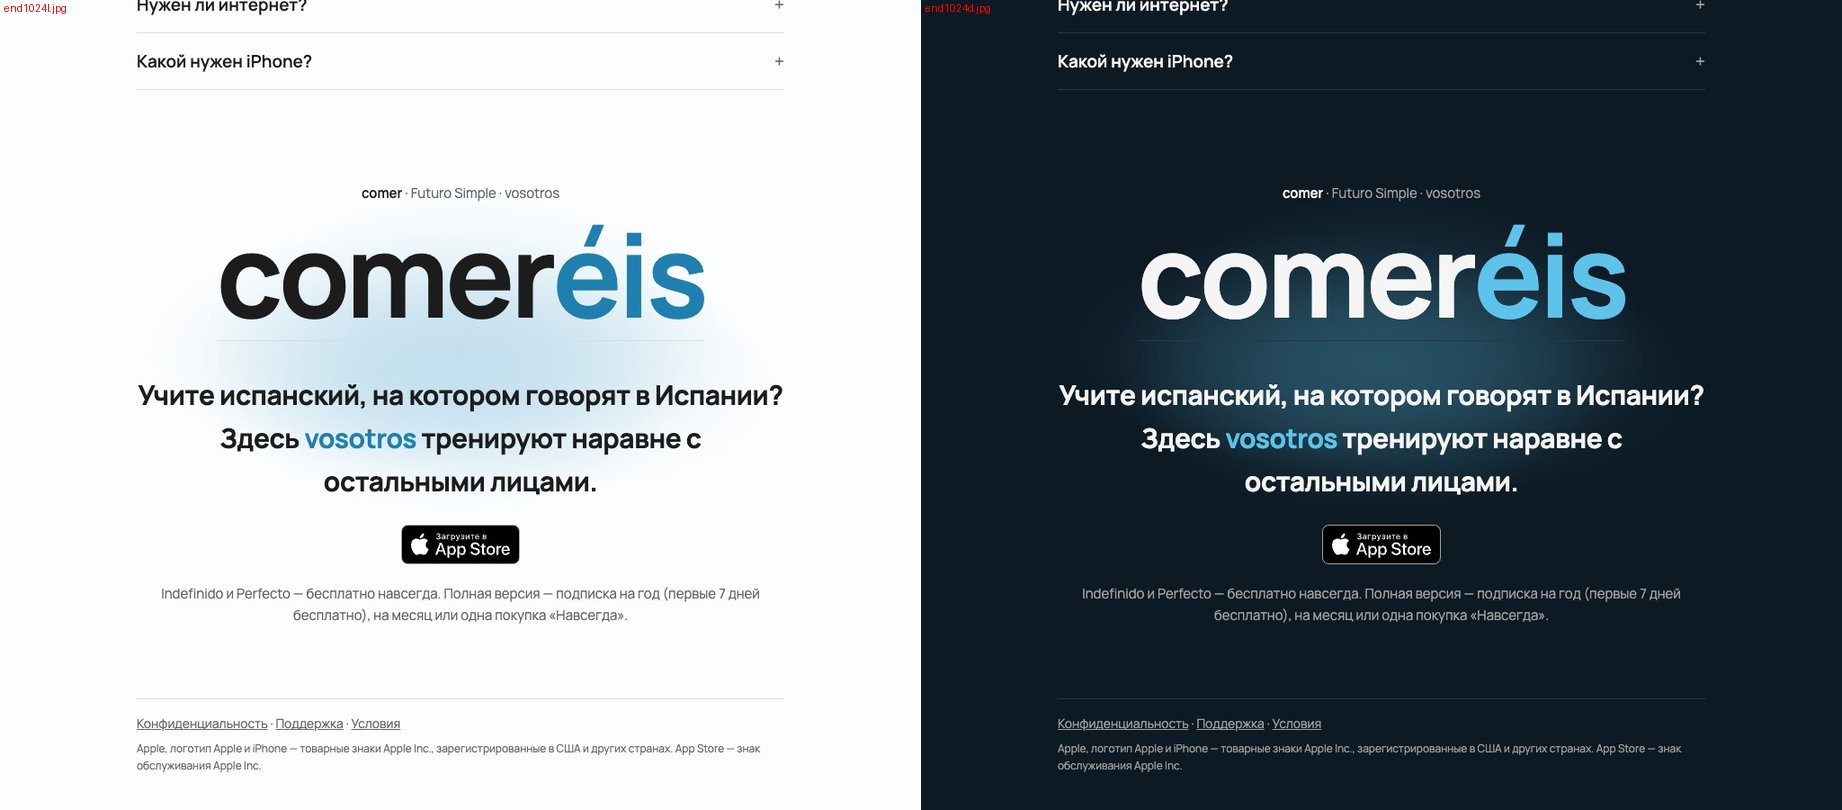 end1024l.jpg
Нужен ли интернет? +
Какой нужен iPhone? +
comer · Futuro Simple · vosotros
comeréis
Учите испанский, на котором говорят в Испании?
Здесь vosotros тренируют наравне с
остальными лицами.
Загрузите в
App Store
Indefinido и Perfecto — бесплатно навсегда. Полная версия — подписка на год (первые 7 дней
бесплатно), на месяц или одна покупка «Навсегда».
Конфиденциальность · Поддержка · Условия
Apple, логотип Apple и iPhone — товарные знаки Apple Inc., зарегистрированные в США и других странах. App Store — знак
обслуживания Apple Inc.
end1024d.jpg
Нужен ли интернет? +
Какой нужен iPhone? +
comer · Futuro Simple · vosotros
comeréis
Учите испанский, на котором говорят в Испании?
Здесь vosotros тренируют наравне с
остальными лицами.
Загрузите в
App Store
Indefinido и Perfecto — бесплатно навсегда. Полная версия — подписка на год (первые 7 дней
бесплатно), на месяц или одна покупка «Навсегда».
Конфиденциальность · Поддержка · Условия
Apple, логотип Apple и iPhone — товарные знаки Apple Inc., зарегистрированные в США и других странах. App Store — знак
обслуживания Apple Inc.